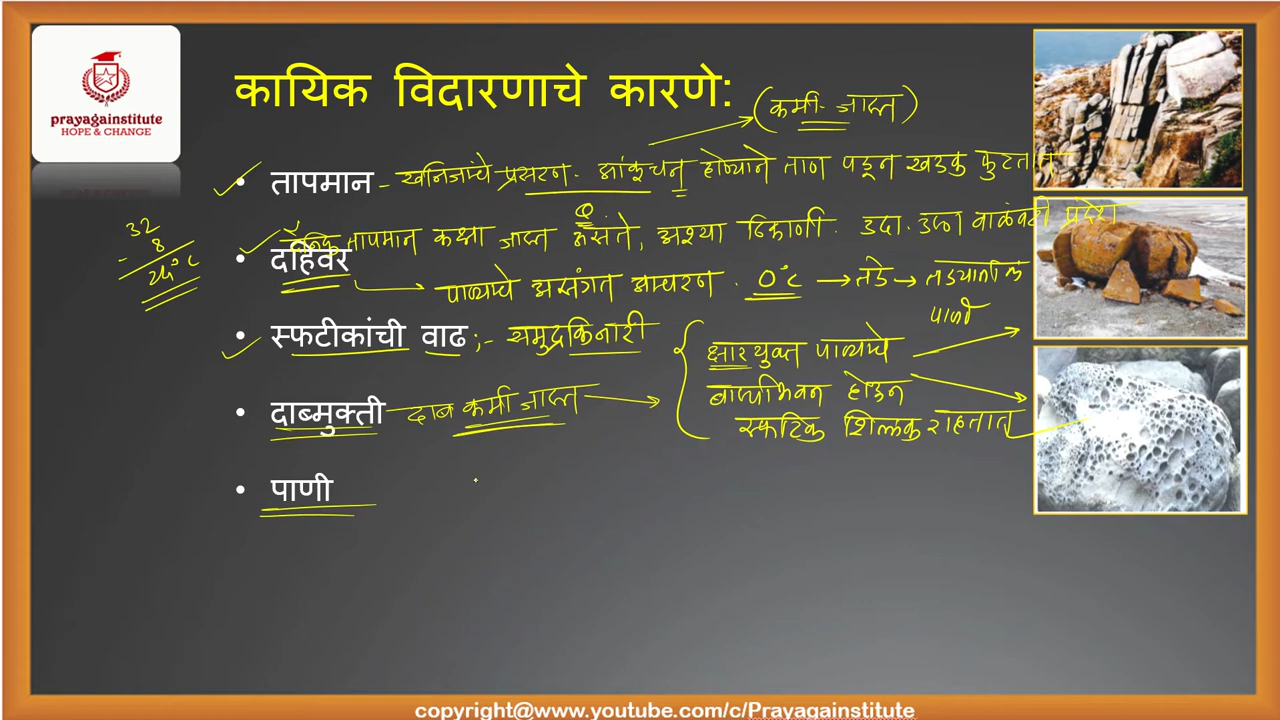 prayagainstitute
HOPE & CHANGE
कायिक विदारणाचे कारणे:
(कमी- जास्त)
• तापमान - खनिजांचे प्रसरण- आंकुचन होण्याने ताण पडून खडक फुटतात
32
8
- 24°C
तापमान कक्षा जास्त असते, अश्या ठिकाणी. उदा. उष्ण वाळवंटी प्रदेश
• दहिंवर
पाण्याचे असंगत आचरण. 0°C → तडे → तड्यातील
पाणी
• स्फटीकांची वाढ ;- समुद्रकिनारी
क्षारयुक्त पाण्याचे
बाष्पीभवन होऊन
स्फटिक शिल्लक राहतात
• दाब्मुक्ती - दाब कमी जास्त
• पाणी
copyright@www.youtube.com/c/Prayagainstitute